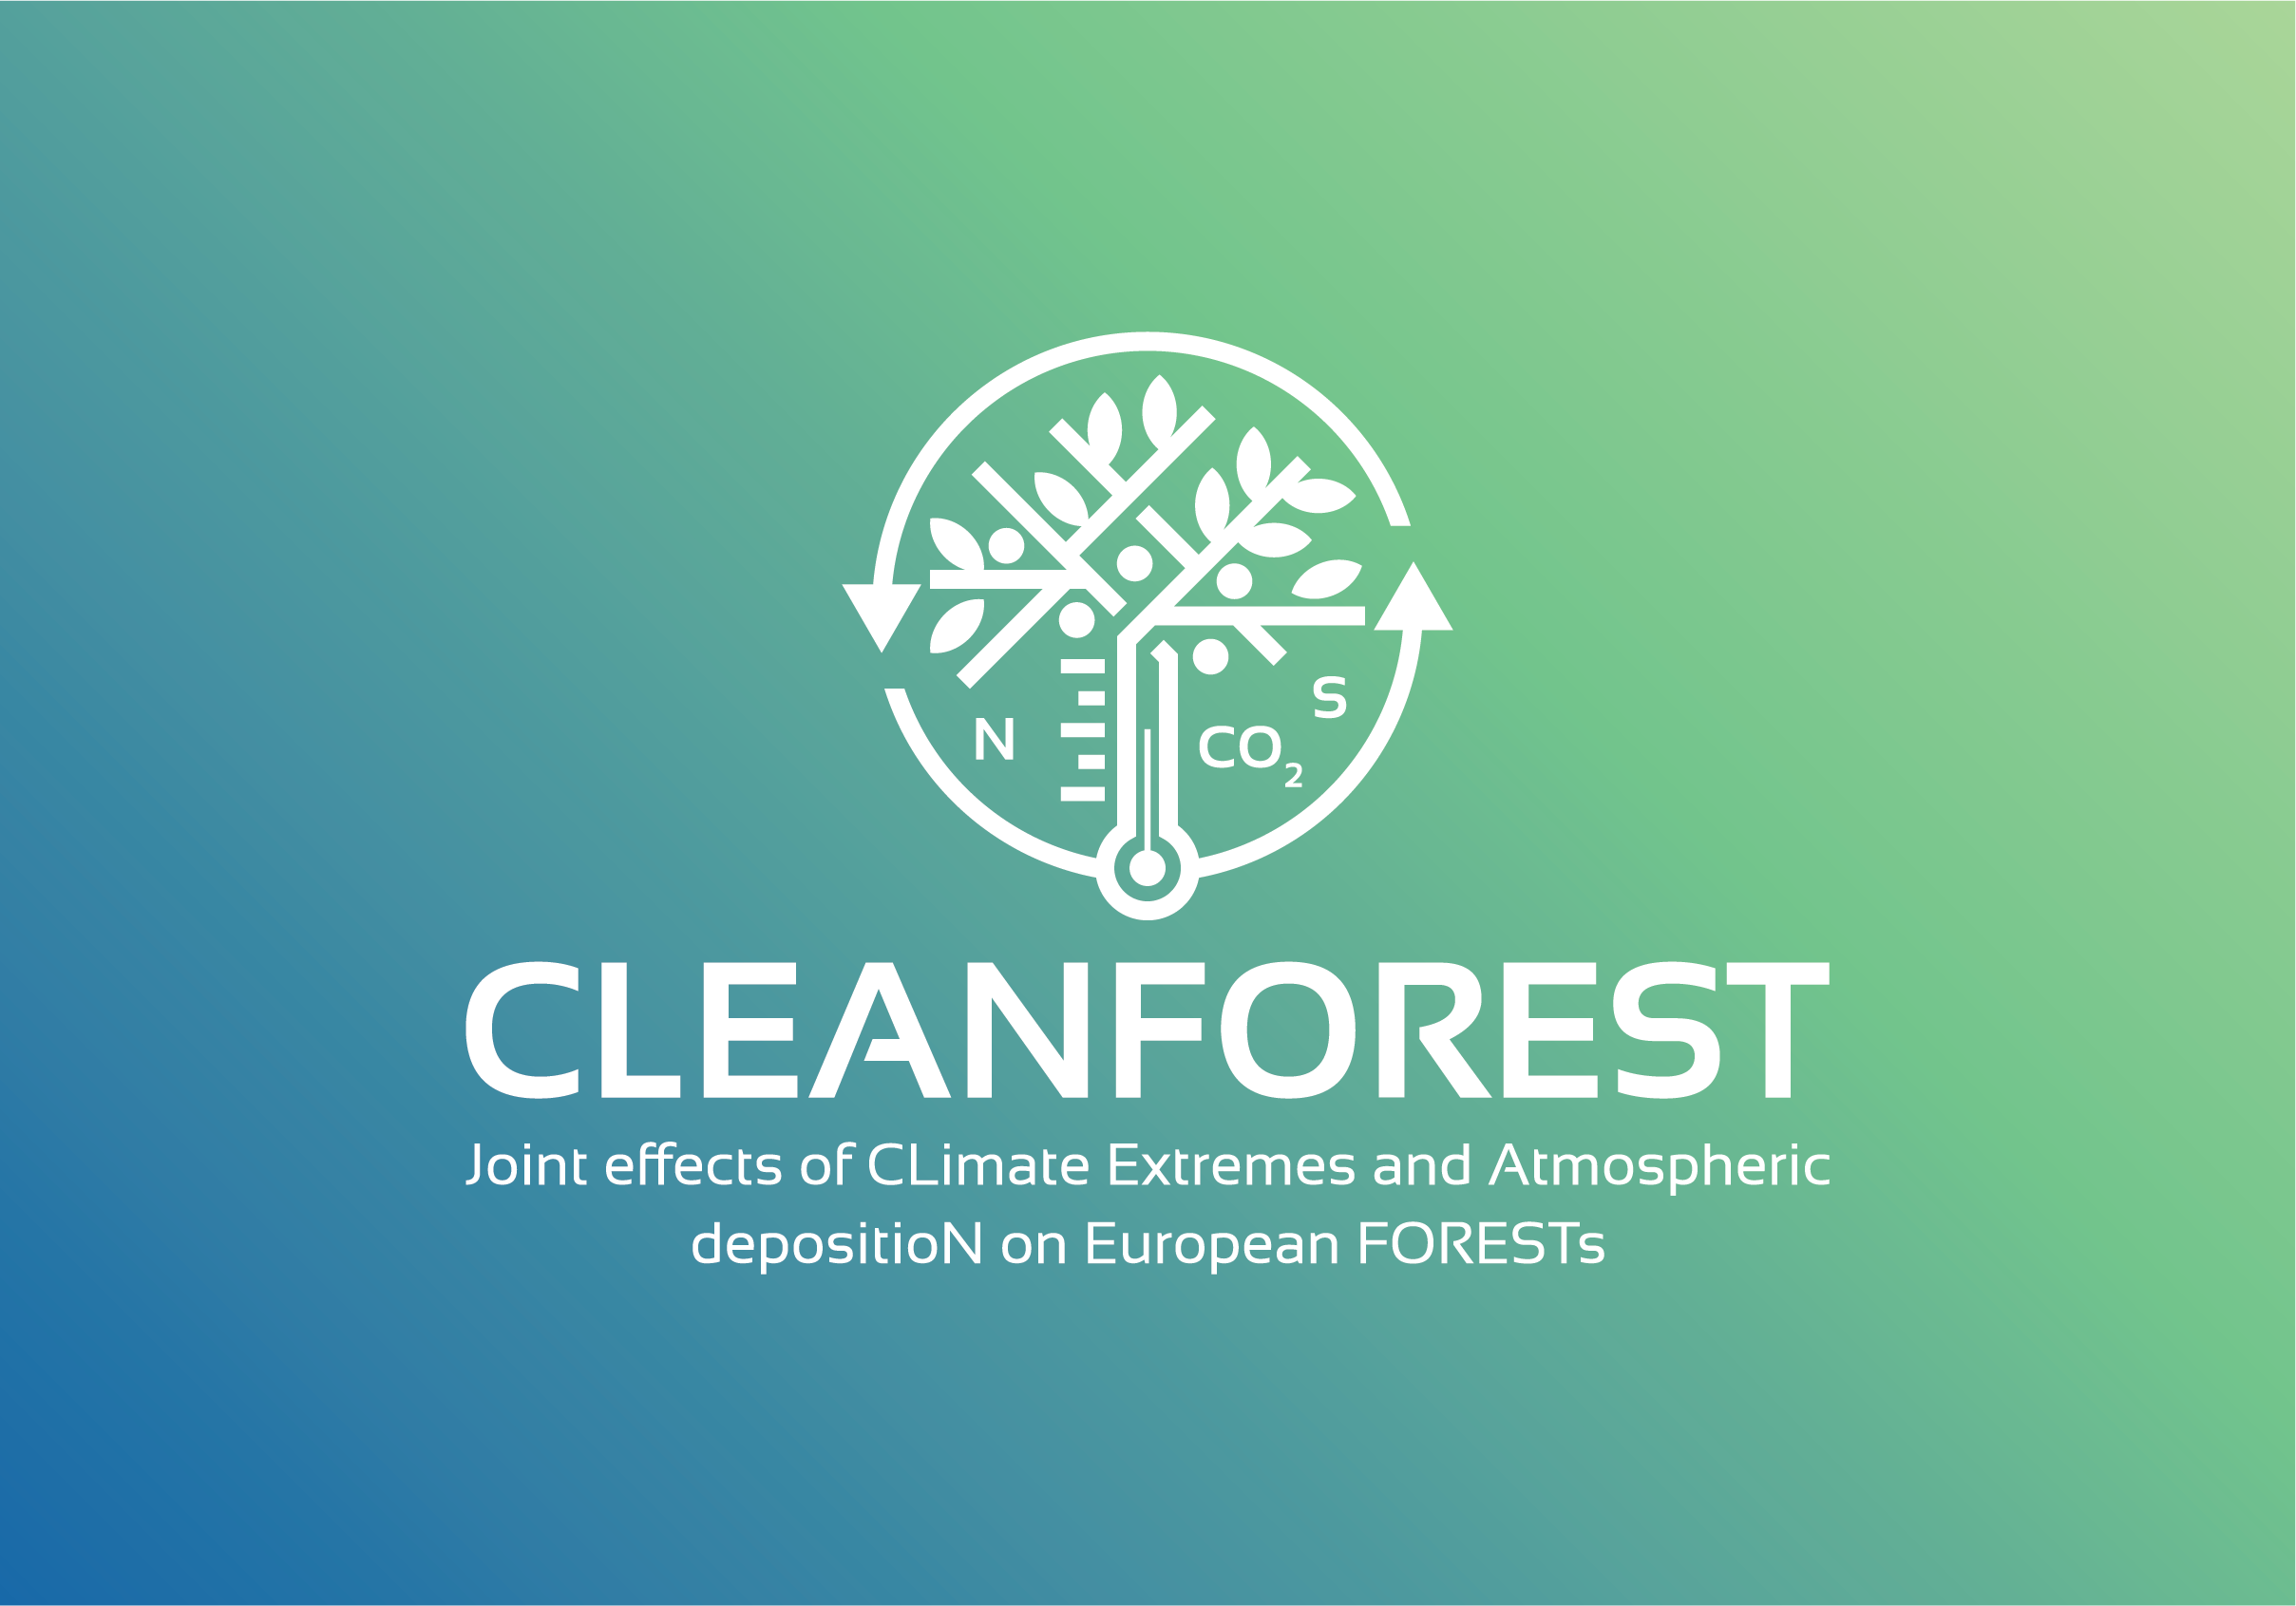 S
N
CO₂
CLEANFOREST
Joint effects of CLimate Extremes and Atmospheric
depositioN on European FORESTs